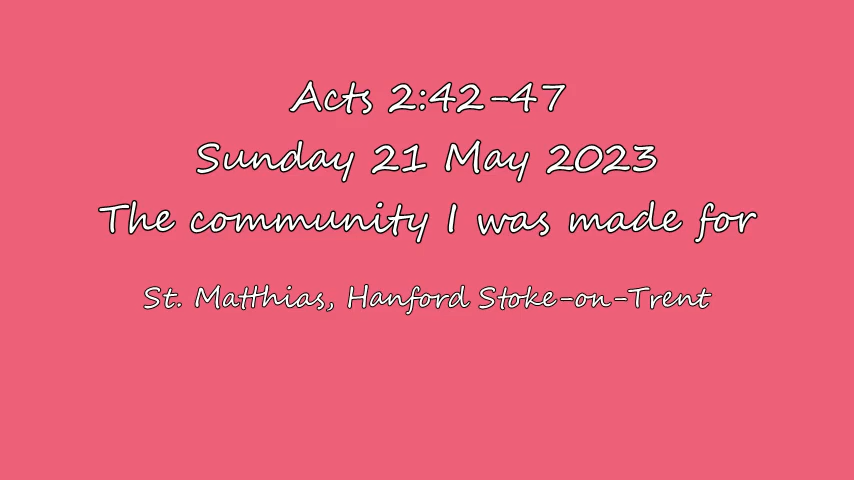 Acts 2:42-47
Sunday 21 May 2023
The community I was made for
St. Matthias, Hanford Stoke-on-Trent